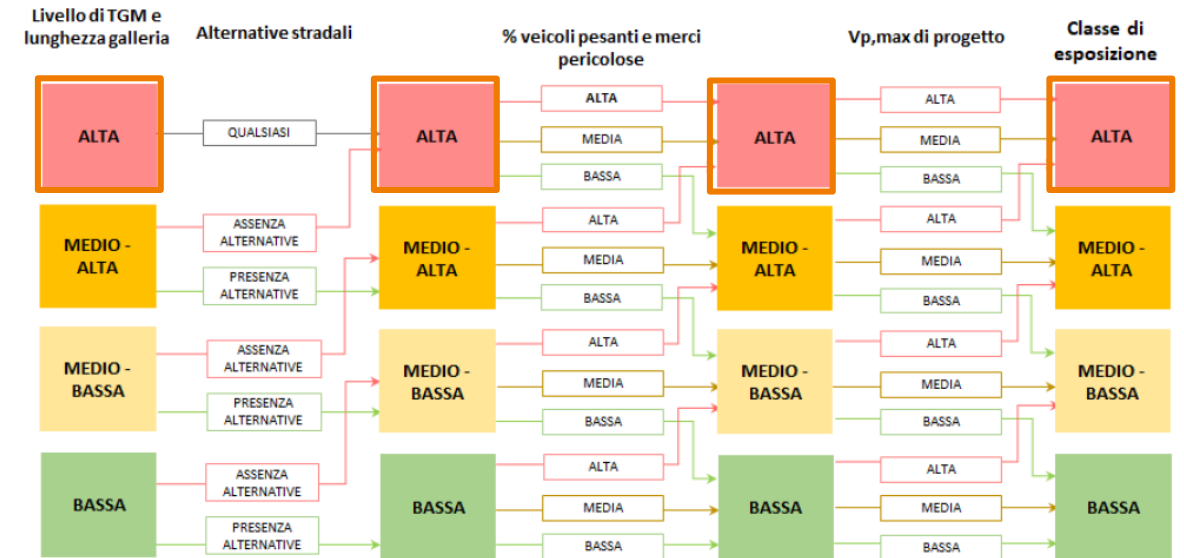 Livello di TGM e
lunghezza galleria
Alternative stradali
% veicoli pesanti e merci
pericolose
Vp,max di progetto
Classe di
esposizione
ALTA
QUALSIASI
ALTA
ALTA
MEDIA
BASSA
ALTA
ALTA
MEDIA
BASSA
ALTA
MEDIO -
ALTA
ASSENZA
ALTERNATIVE
PRESENZA
ALTERNATIVE
MEDIO -
ALTA
ALTA
MEDIA
BASSA
MEDIO -
ALTA
ALTA
MEDIA
BASSA
MEDIO -
ALTA
MEDIO -
BASSA
ASSENZA
ALTERNATIVE
PRESENZA
ALTERNATIVE
MEDIO -
BASSA
ALTA
MEDIA
BASSA
MEDIO -
BASSA
ALTA
MEDIA
BASSA
MEDIO -
BASSA
BASSA
ASSENZA
ALTERNATIVE
PRESENZA
ALTERNATIVE
BASSA
ALTA
MEDIA
BASSA
BASSA
ALTA
MEDIA
BASSA
BASSA